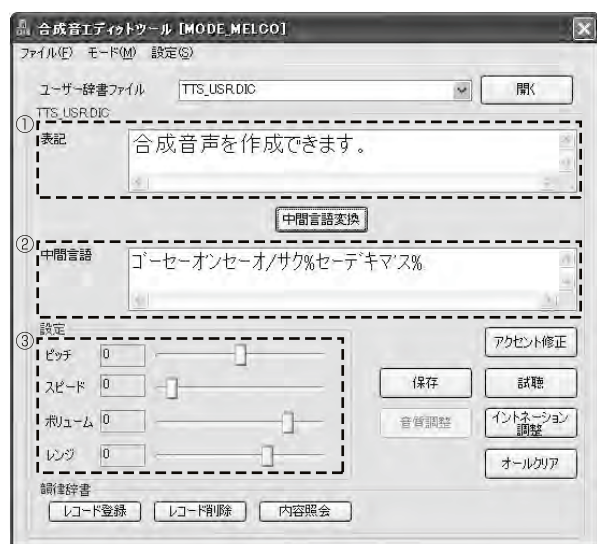 合成音エディットツール [MODE_MELCO]
ファイル(F) モード(M) 設定(S)
ユーザー辞書ファイル TTS_USR.DIC 開く
TTS_USR.DIC
①
表記 合成音声を作成できます。
中間言語変換
②
中間言語 ゴーセーオンセーオ/サク%セーデキマ'ス%
③
設定
ピッチ 0
スピード 0
ボリューム 0
レンジ 0
アクセント修正
保存 試聴
音質調整 イントネーション調整
オールクリア
韻律辞書
レコード登録 レコード削除 内容照会